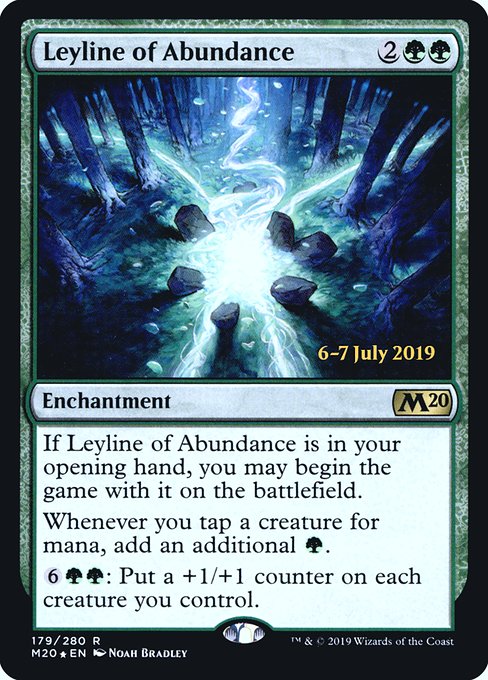 Leyline of Abundance 2
6–7 July 2019
Enchantment M20
If Leyline of Abundance is in your
opening hand, you may begin the
game with it on the battlefield.
Whenever you tap a creature for
mana, add an additional .
6 : Put a +1/+1 counter on each
creature you control.
179/280 R
M20★EN Noah Bradley
™ & © 2019 Wizards of the Coast